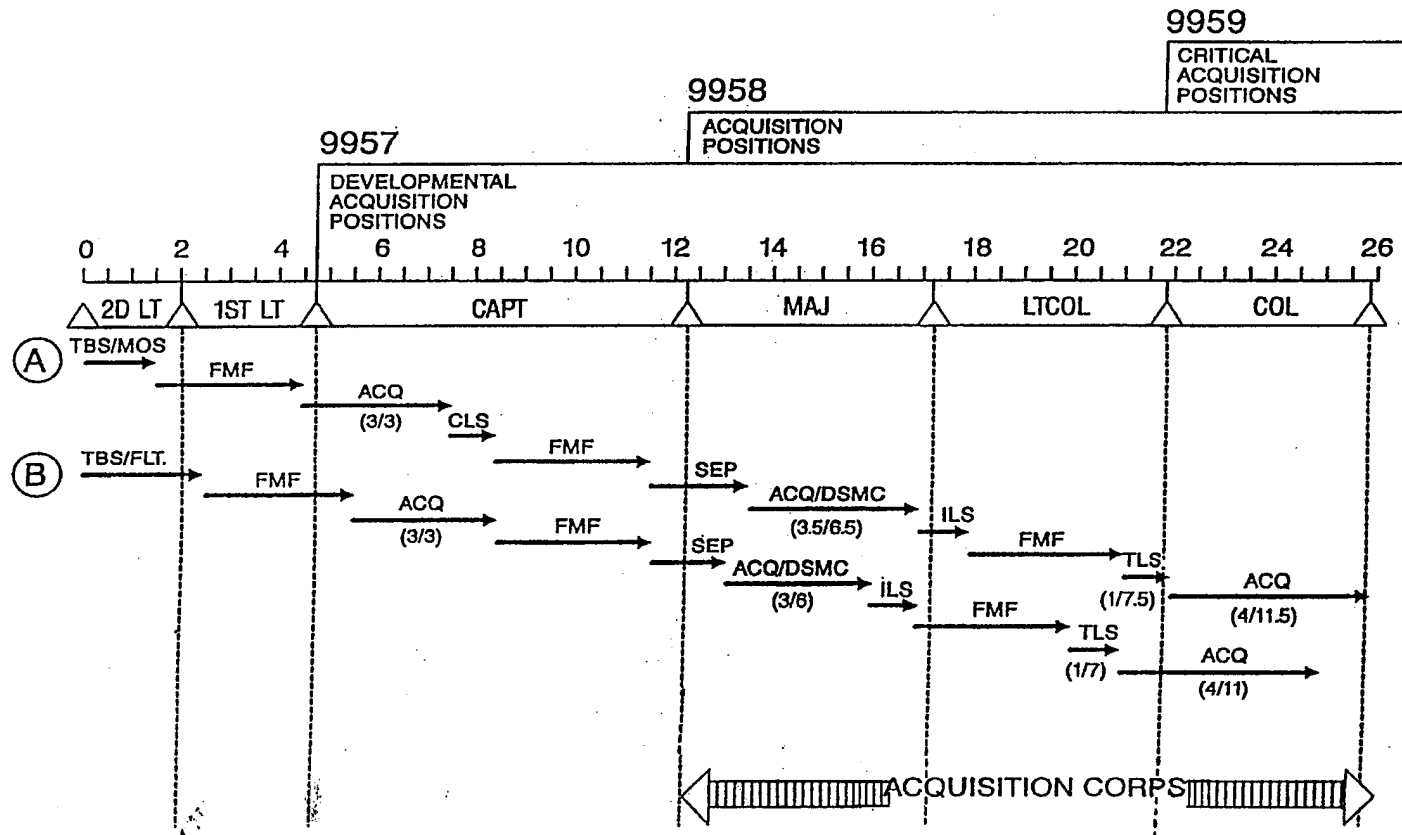 9959
CRITICAL
ACQUISITION
POSITIONS
9958
ACQUISITION
POSITIONS
9957
DEVELOPMENTAL
ACQUISITION
POSITIONS
0 2 4 6 8 10 12 14 16 18 20 22 24 26
2D LT 1ST LT CAPT MAJ LTCOL COL
A TBS/MOS
FMF
ACQ
(3/3)
CLS
FMF
SEP
ACQ/DSMC
(3.5/6.5)
ILS
FMF
TLS
(1/7.5)
ACQ
(4/11.5)
B TBS/FLT.
FMF
ACQ
(3/3)
FMF
SEP
ACQ/DSMC
(3/6)
ILS
FMF
TLS
(1/7)
ACQ
(4/11)
ACQUISITION CORPS